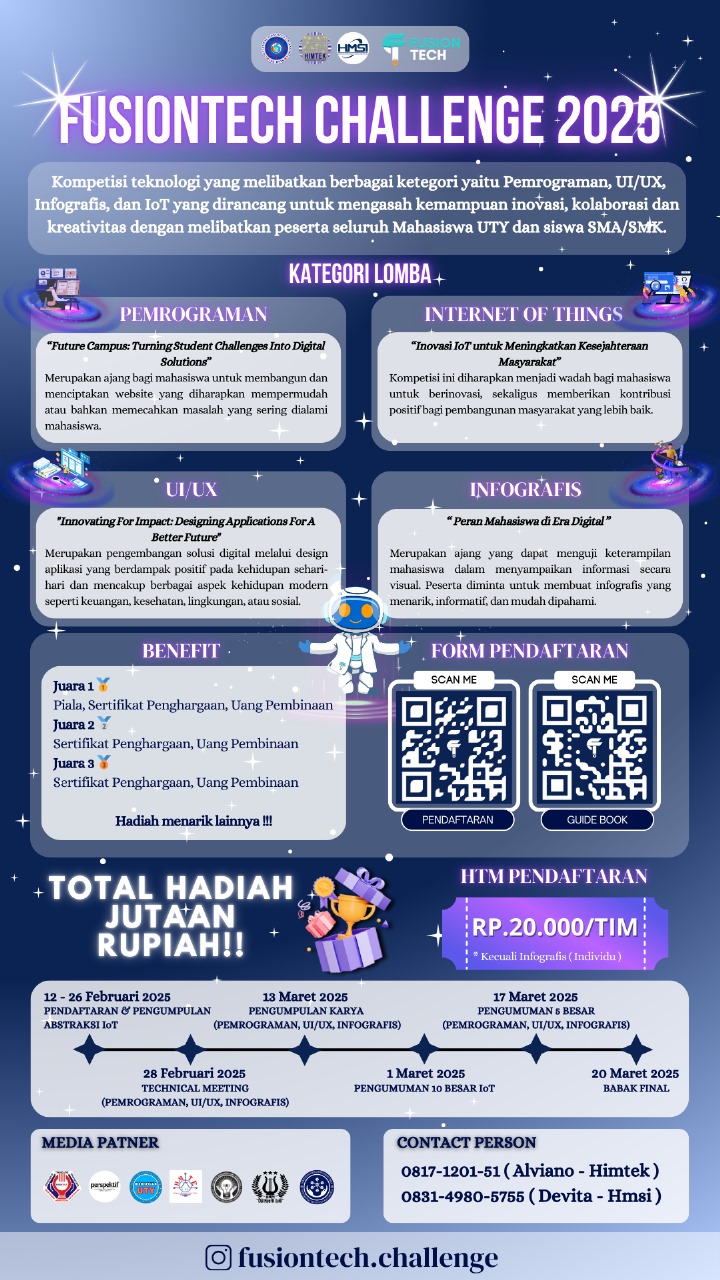 HIMTEK
HMSI
FUSION
TECH
FUSIONTECH CHALLENGE 2025
Kompetisi teknologi yang melibatkan berbagai ketegori yaitu Pemrograman, UI/UX,
Infografis, dan IoT yang dirancang untuk mengasah kemampuan inovasi, kolaborasi dan
kreativitas dengan melibatkan peserta seluruh Mahasiswa UTY dan siswa SMA/SMK.
KATEGORI LOMBA
PEMROGRAMAN
“Future Campus: Turning Student Challenges Into Digital
Solutions”
Merupakan ajang bagi mahasiswa untuk membangun dan
menciptakan website yang diharapkan mempermudah
atau bahkan memecahkan masalah yang sering dialami
mahasiswa.
INTERNET OF THINGS
“Inovasi IoT untuk Meningkatkan Kesejahteraan
Masyarakat”
Kompetisi ini diharapkan menjadi wadah bagi mahasiswa
untuk berinovasi, sekaligus memberikan kontribusi
positif bagi pembangunan masyarakat yang lebih baik.
UI/UX
"Innovating For Impact: Designing Applications For A
Better Future"
Merupakan pengembangan solusi digital melalui design
aplikasi yang berdampak positif pada kehidupan sehari-
hari dan mencakup berbagai aspek kehidupan modern
seperti keuangan, kesehatan, lingkungan, atau sosial.
INFOGRAFIS
“ Peran Mahasiswa di Era Digital ”
Merupakan ajang yang dapat menguji keterampilan
mahasiswa dalam menyampaikan informasi secara
visual. Peserta diminta untuk membuat infografis yang
menarik, informatif, dan mudah dipahami.
BENEFIT
Juara 1
Piala, Sertifikat Penghargaan, Uang Pembinaan
Juara 2
Sertifikat Penghargaan, Uang Pembinaan
Juara 3
Sertifikat Penghargaan, Uang Pembinaan
Hadiah menarik lainnya !!!
FORM PENDAFTARAN
SCAN ME
SCAN ME
PENDAFTARAN
GUIDE BOOK
TOTAL HADIAH
JUTAAN
RUPIAH!!
HTM PENDAFTARAN
RP.20.000/TIM
* Kecuali Infografis ( Individu )
12 - 26 Februari 2025
PENDAFTARAN & PENGUMPULAN
ABSTRAKSI IoT
13 Maret 2025
PENGUMPULAN KARYA
(PEMROGRAMAN, UI/UX, INFOGRAFIS)
17 Maret 2025
PENGUMUMAN 5 BESAR
(PEMROGRAMAN, UI/UX, INFOGRAFIS)
28 Februari 2025
TECHNICAL MEETING
(PEMROGRAMAN, UI/UX, INFOGRAFIS)
1 Maret 2025
PENGUMUMAN 10 BESAR IoT
20 Maret 2025
BABAK FINAL
MEDIA PATNER
perspektif
UTY
CONTACT PERSON
0817-1201-51 ( Alviano - Himtek )
0831-4980-5755 ( Devita - Hmsi )
fusiontech.challenge